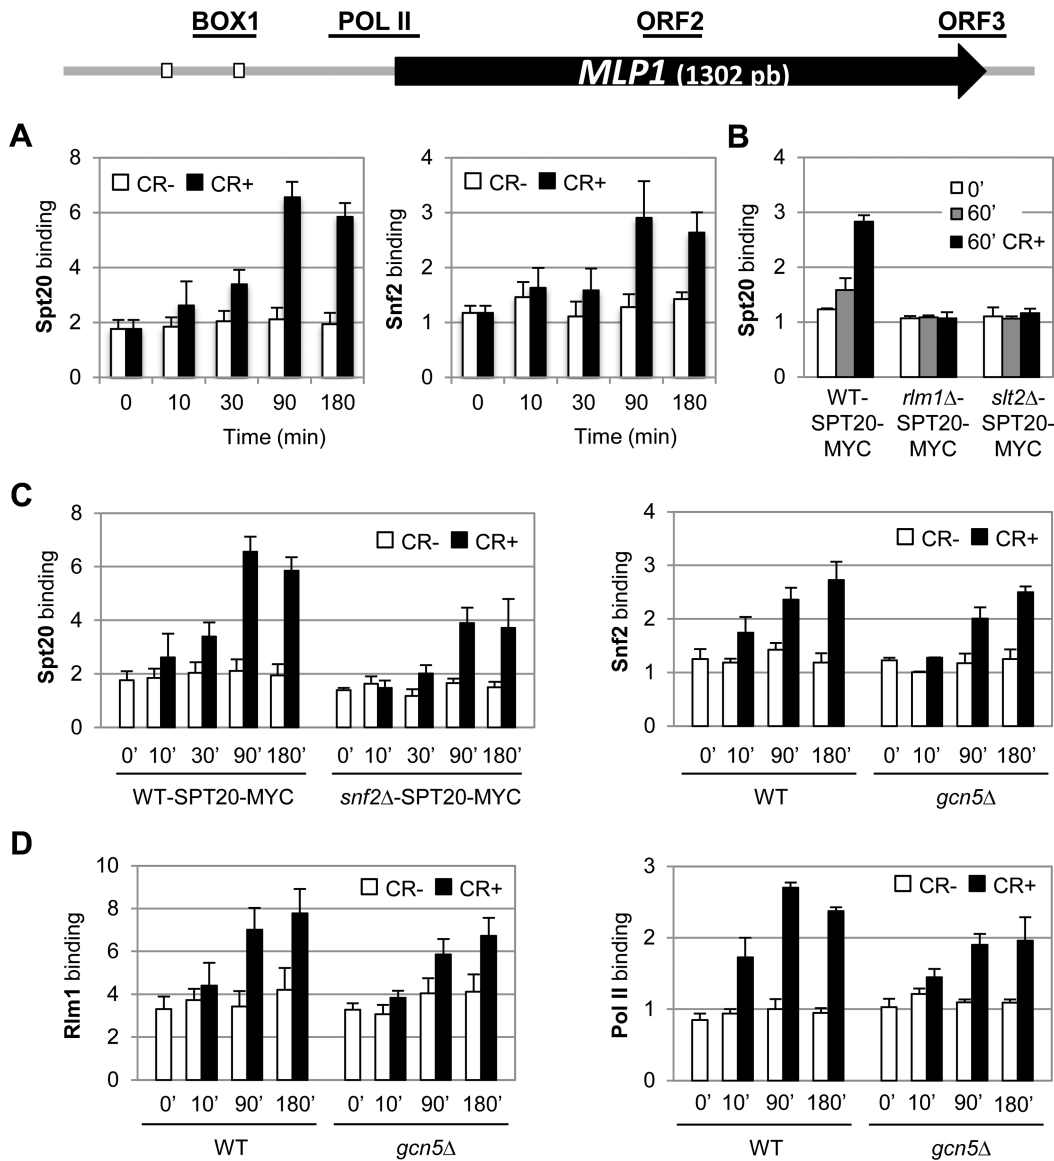 BOX1 POL II ORF2 ORF3
MLP1 (1302 pb)
A
Spt20 binding
8
6
4
2
0
CR- CR+
0 10 30 90 180
Time (min)
Snf2 binding
4
3
2
1
0
CR- CR+
0 10 30 90 180
Time (min)
B
Spt20 binding
4
3
2
1
0
0’
60’
60’ CR+
WT-SPT20-MYC
rlm1Δ-SPT20-MYC
slt2Δ-SPT20-MYC
C
Spt20 binding
8
6
4
2
0
CR- CR+
0’ 10’ 30’ 90’ 180’ 0’ 10’ 30’ 90’ 180’
WT-SPT20-MYC snf2Δ-SPT20-MYC
Snf2 binding
4
3
2
1
0
CR- CR+
0’ 10’ 90’ 180’ 0’ 10’ 90’ 180’
WT gcn5Δ
D
Rlm1 binding
10
8
6
4
2
0
CR- CR+
0’ 10’ 90’ 180’ 0’ 10’ 90’ 180’
WT gcn5Δ
Pol II binding
3
2
1
0
CR- CR+
0’ 10’ 90’ 180’ 0’ 10’ 90’ 180’
WT gcn5Δ